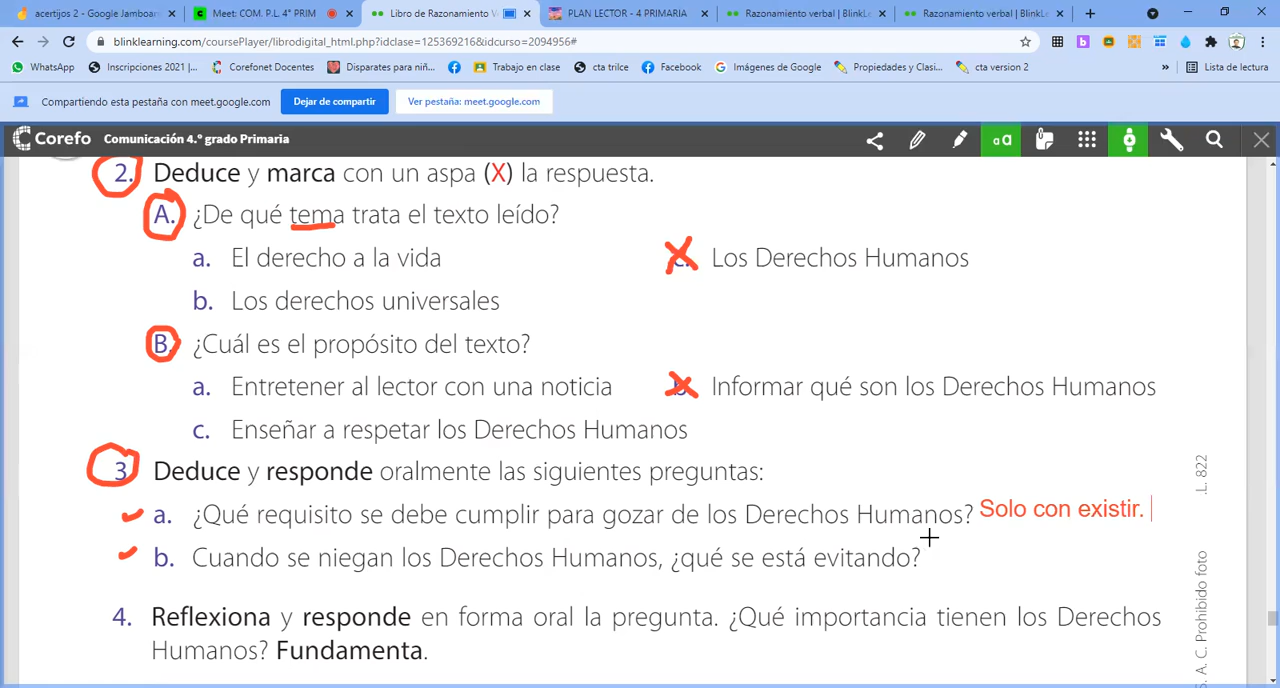 acertijos 2 - Google Jamboard
Meet: COM. P.L. 4° PRIM
Libro de Razonamiento V
PLAN LECTOR - 4 PRIMARIA
Razonamiento verbal | BlinkLe
Razonamiento verbal | BlinkLe
blinklearning.com/coursePlayer/librodigital_html.php?idclase=125369216&idcurso=2094956#
WhatsApp
Inscripciones 2021 |...
Corefonet Docentes
Disparates para niñ...
Trabajo en clase
cta trilce
Facebook
Imágenes de Google
Propiedades y Clasi...
cta version 2
»
Lista de lectura
Compartiendo esta pestaña con meet.google.com
Dejar de compartir
Ver pestaña: meet.google.com
Corefo
Comunicación 4.º grado Primaria
aa
2. Deduce y marca con un aspa (X) la respuesta.
A. ¿De qué tema trata el texto leído?
a. El derecho a la vida
c. Los Derechos Humanos
b. Los derechos universales
B. ¿Cuál es el propósito del texto?
a. Entretener al lector con una noticia
b. Informar qué son los Derechos Humanos
c. Enseñar a respetar los Derechos Humanos
3 Deduce y responde oralmente las siguientes preguntas:
a. ¿Qué requisito se debe cumplir para gozar de los Derechos Humanos? Solo con existir.
b. Cuando se niegan los Derechos Humanos, ¿qué se está evitando?
4. Reflexiona y responde en forma oral la pregunta. ¿Qué importancia tienen los Derechos
Humanos? Fundamenta.
.L. 822
S. A. C. Prohibido foto